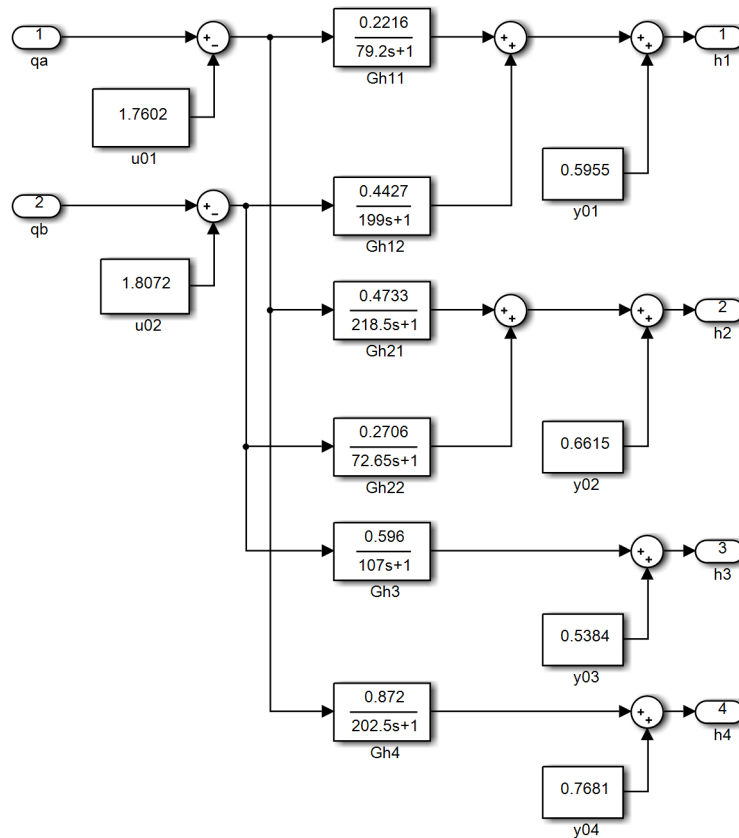 1
qa
+
−
0.2216
79.2s+1
Gh11
+
+
+
+
1
h1
1.7602
u01
0.5955
y01
2
qb
+
−
0.4427
199s+1
Gh12
1.8072
u02
0.4733
218.5s+1
Gh21
+
+
+
+
2
h2
0.2706
72.65s+1
Gh22
0.6615
y02
0.596
107s+1
Gh3
+
+
3
h3
0.5384
y03
0.872
202.5s+1
Gh4
+
+
4
h4
0.7681
y04